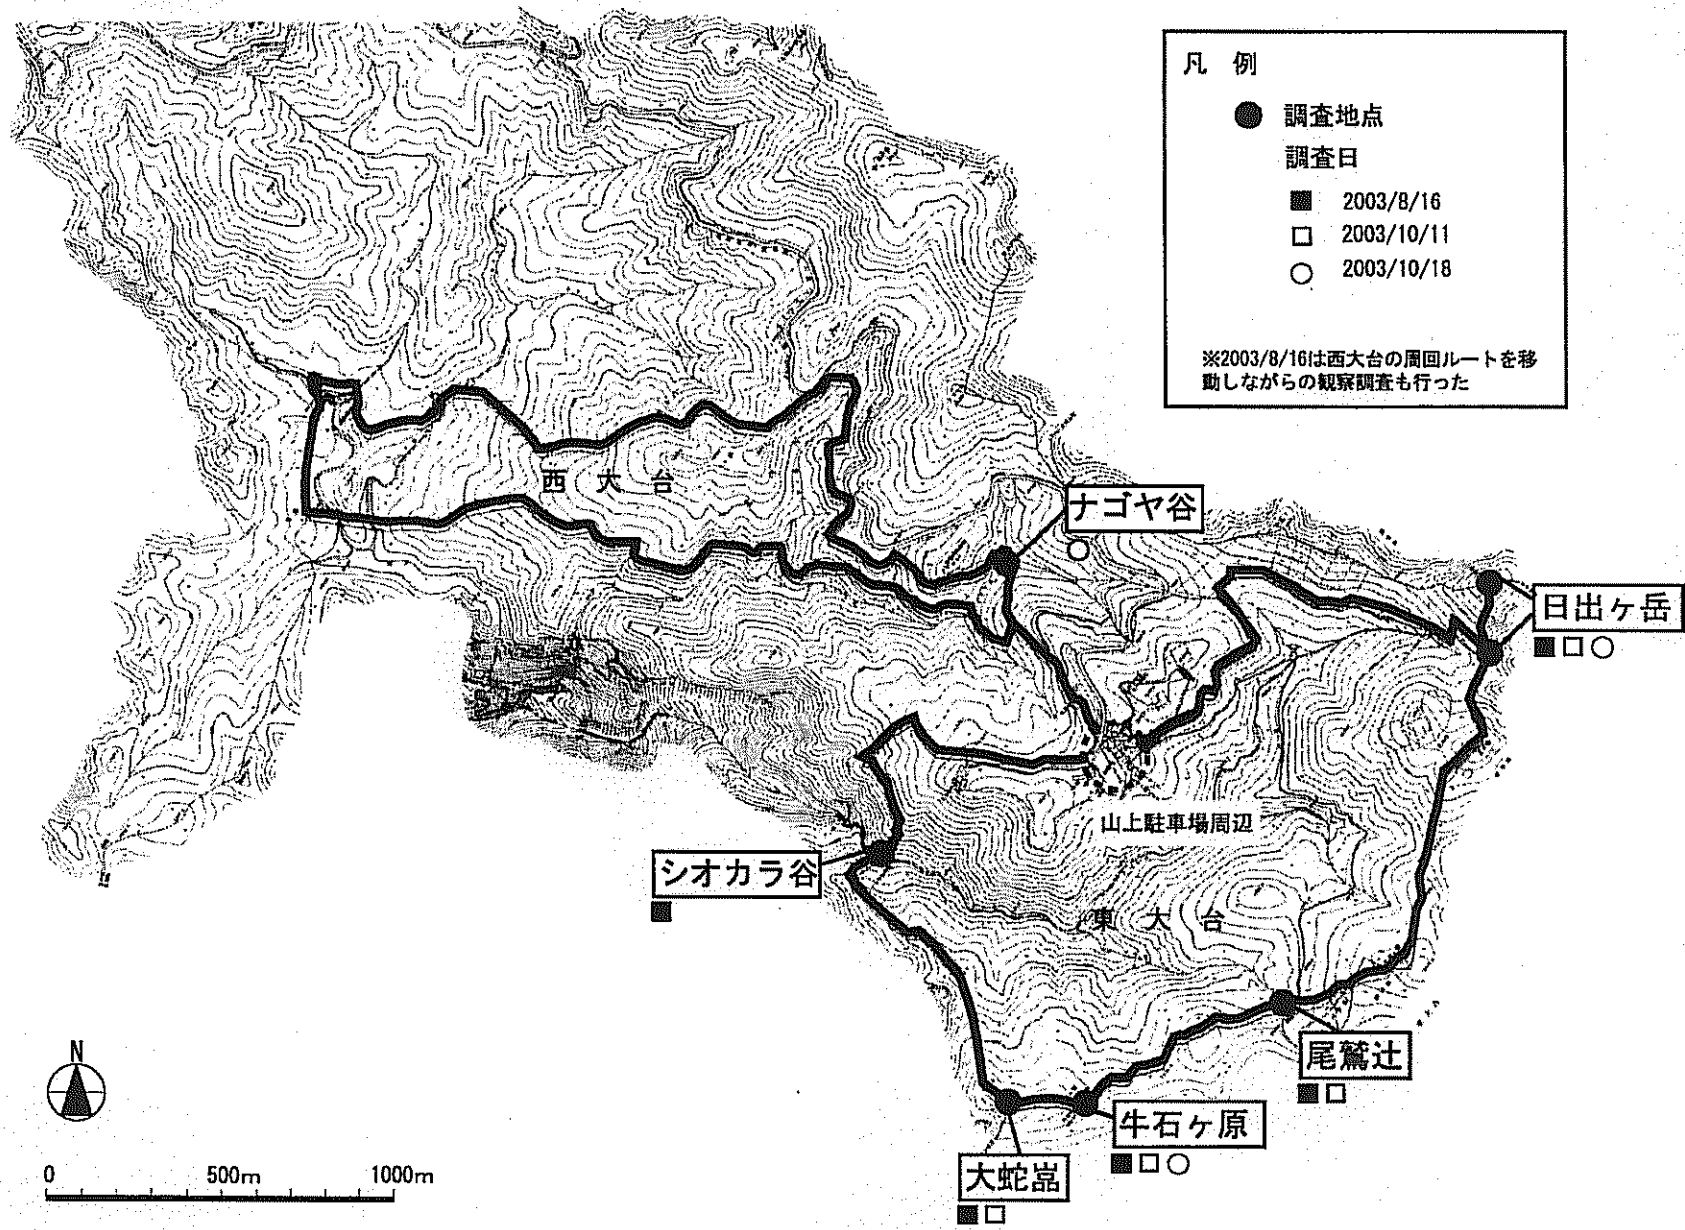 凡 例
調査地点
調査日
2003/8/16
2003/10/11
2003/10/18
※2003/8/16は西大台の周回ルートを移
動しながらの観察調査も行った
西 大 台
ナゴヤ谷
日出ヶ岳
山上駐車場周辺
シオカラ谷
東 大 台
尾鷲辻
牛石ヶ原
大蛇嵓
N
0 500m 1000m